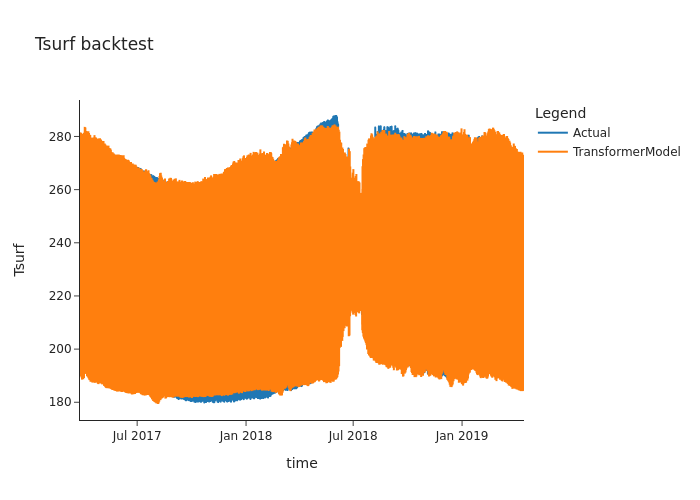 Tsurf backtest
Legend
Actual
TransformerModel
Tsurf
280
260
240
220
200
180
Jul 2017
Jan 2018
Jul 2018
Jan 2019
time